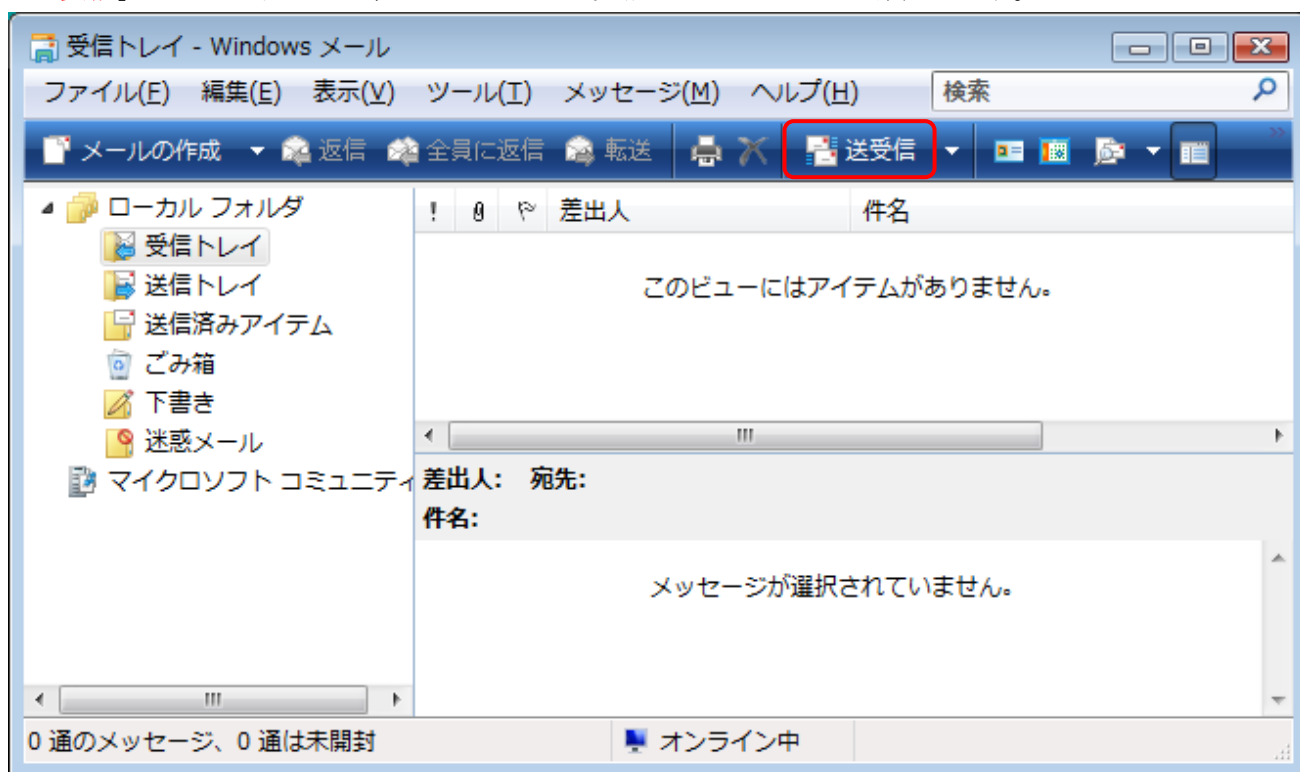 受信トレイ - Windows メール
ファイル(F) 編集(E) 表示(V) ツール(T) メッセージ(M) ヘルプ(H) 検索
メールの作成 返信 全員に返信 転送 送受信
ローカル フォルダ
受信トレイ
送信トレイ
送信済みアイテム
ごみ箱
下書き
迷惑メール
マイクロソフト コミュニティ
! 差出人 件名
このビューにはアイテムがありません。
差出人: 宛先:
件名:
メッセージが選択されていません。
0 通のメッセージ、0 通は未開封 オンライン中